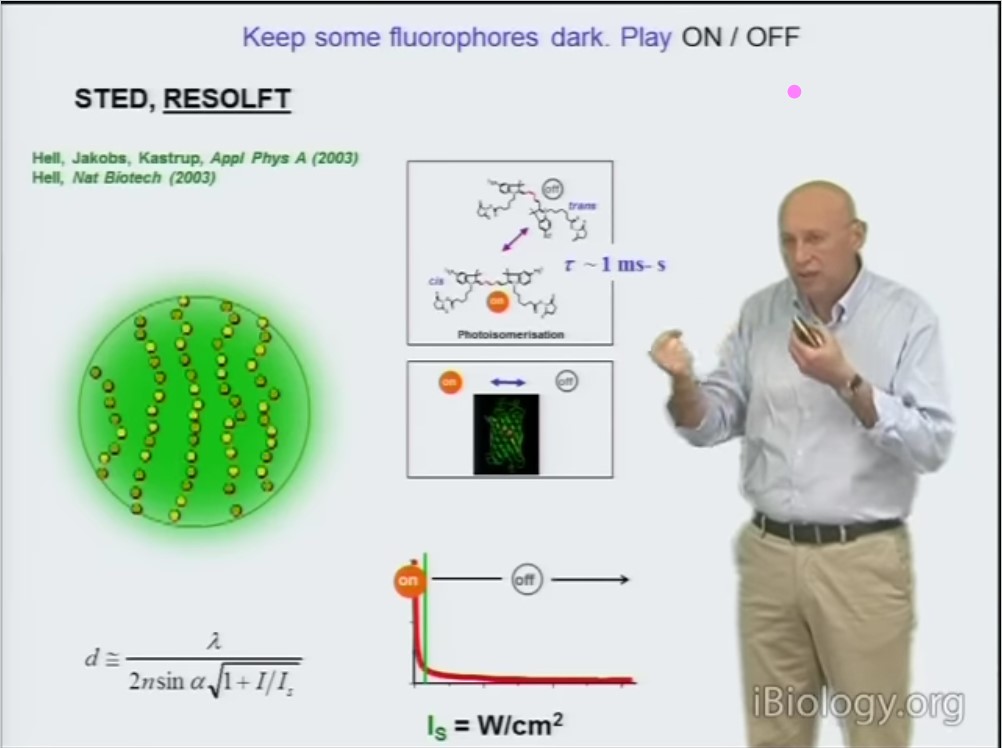 Keep some fluorophores dark. Play ON / OFF
STED, RESOLFT
Hell, Jakobs, Kastrup, Appl Phys A (2003)
Hell, Nat Biotech (2003)
off
trans
τ ~ 1 ms- s
cis
on
Photoisomerisation
on off
on off
d ≅ λ / 2n sin α √1 + I/Iₛ
Iₛ = W/cm²
iBiology.org